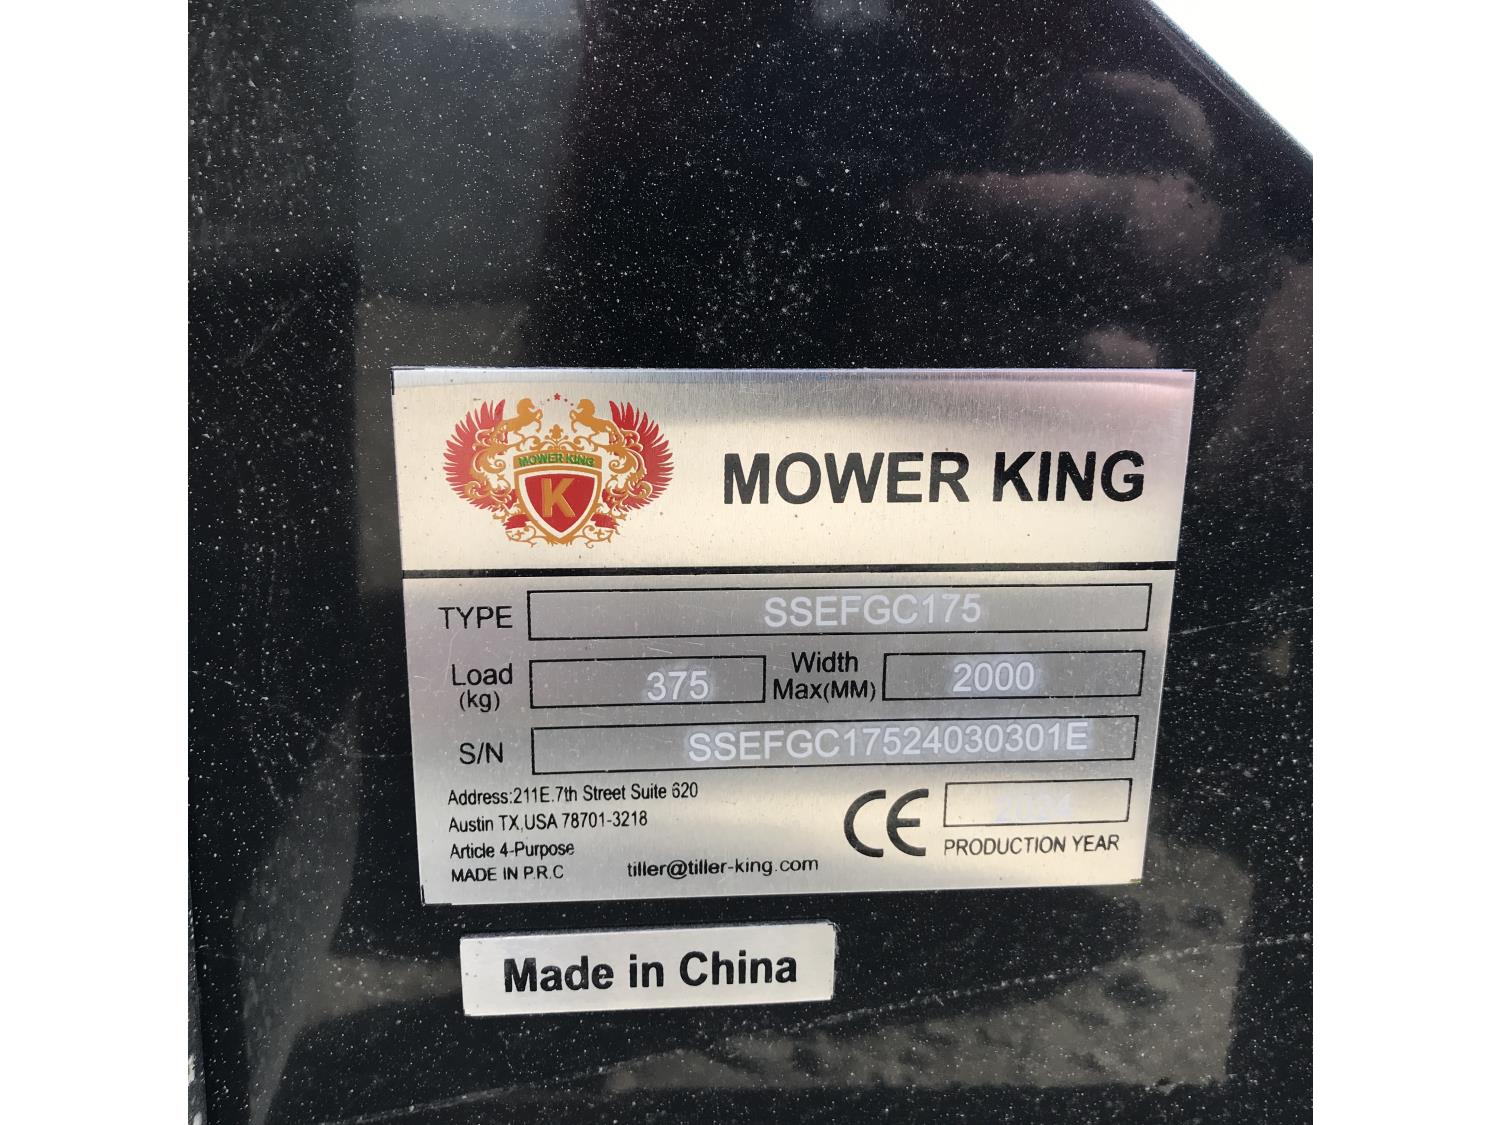 MOWER KING
K
MOWER KING
TYPE SSEFGC175
Load (kg) 375 Width Max(MM) 2000
S/N SSEFGC17524030301E
Address:211E.7th Street Suite 620
Austin TX,USA 78701-3218
Article 4-Purpose
MADE IN P.R.C tiller@tiller-king.com
CE 2024
PRODUCTION YEAR
Made in China